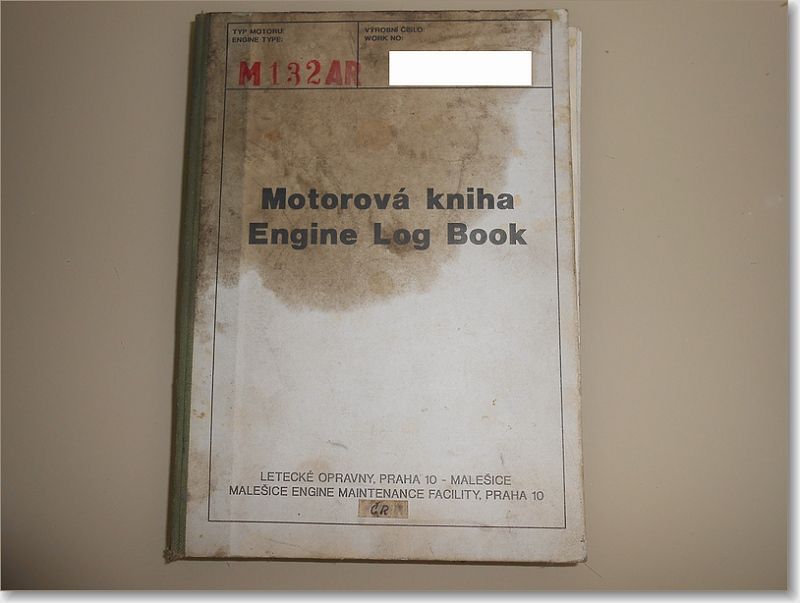 TYP MOTORU:
ENGINE TYPE:
M132AR
VÝROBNÍ ČÍSLO:
WORK NO:
Motorová kniha
Engine Log Book
LETECKÉ OPRAVNY, PRAHA 10 - MALEŠICE
MALEŠICE ENGINE MAINTENANCE FACILITY, PRAHA 10
ČR